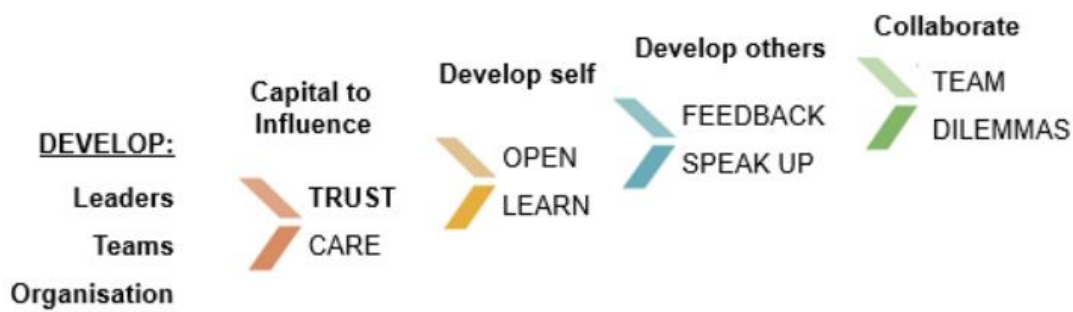 DEVELOP:
Leaders
Teams
Organisation
Capital to
Influence
TRUST
CARE
Develop self
OPEN
LEARN
Develop others
FEEDBACK
SPEAK UP
Collaborate
TEAM
DILEMMAS